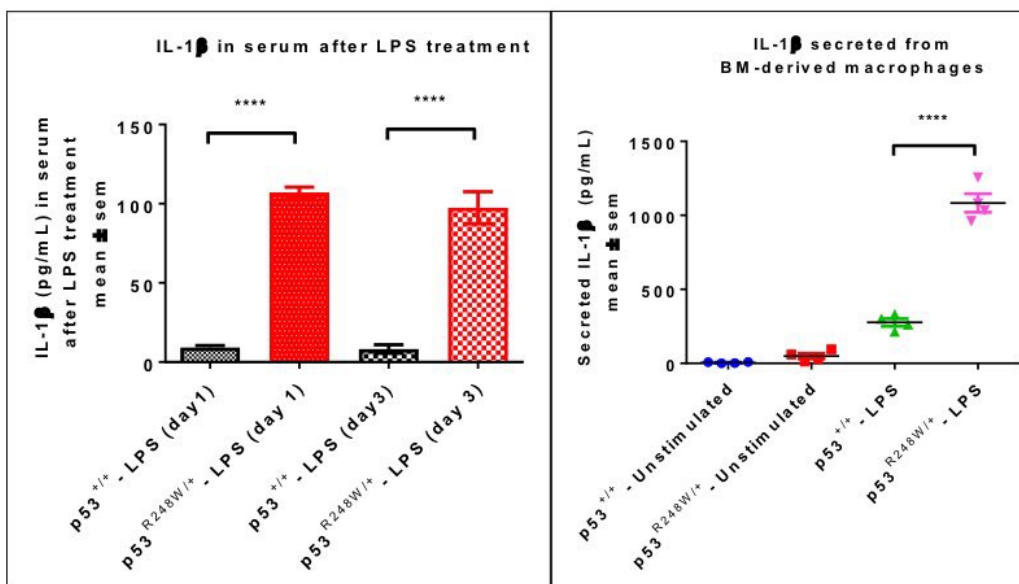 IL-1β in serum after LPS treatment
****
****
IL-1β (pg/mL) in serum
after LPS treatment
mean ± sem
150
100
50
0
p53+/+ - LPS (day1)
p53R248W/+ - LPS (day 1)
p53+/+ - LPS (day3)
p53R248W/+ - LPS (day 3)
IL-1β secreted from
BM-derived macrophages
****
Secreted IL-1β (pg/mL)
mean ± sem
1500
1000
500
0
p53+/+ - Unstimulated
p53R248W/+ - Unstimulated
p53+/+ - LPS
p53R248W/+ - LPS